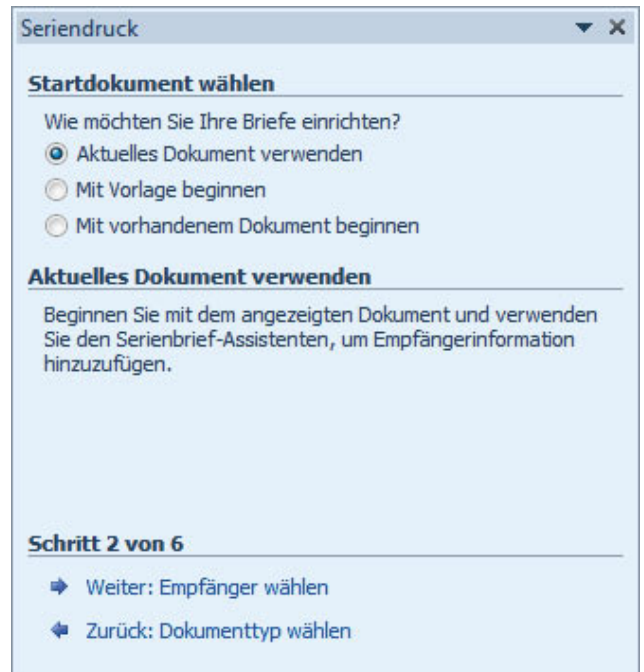 Seriendruck
Startdokument wählen
Wie möchten Sie Ihre Briefe einrichten?
Aktuelles Dokument verwenden
Mit Vorlage beginnen
Mit vorhandenem Dokument beginnen
Aktuelles Dokument verwenden
Beginnen Sie mit dem angezeigten Dokument und verwenden
Sie den Serienbrief-Assistenten, um Empfängerinformation
hinzuzufügen.
Schritt 2 von 6
Weiter: Empfänger wählen
Zurück: Dokumenttyp wählen